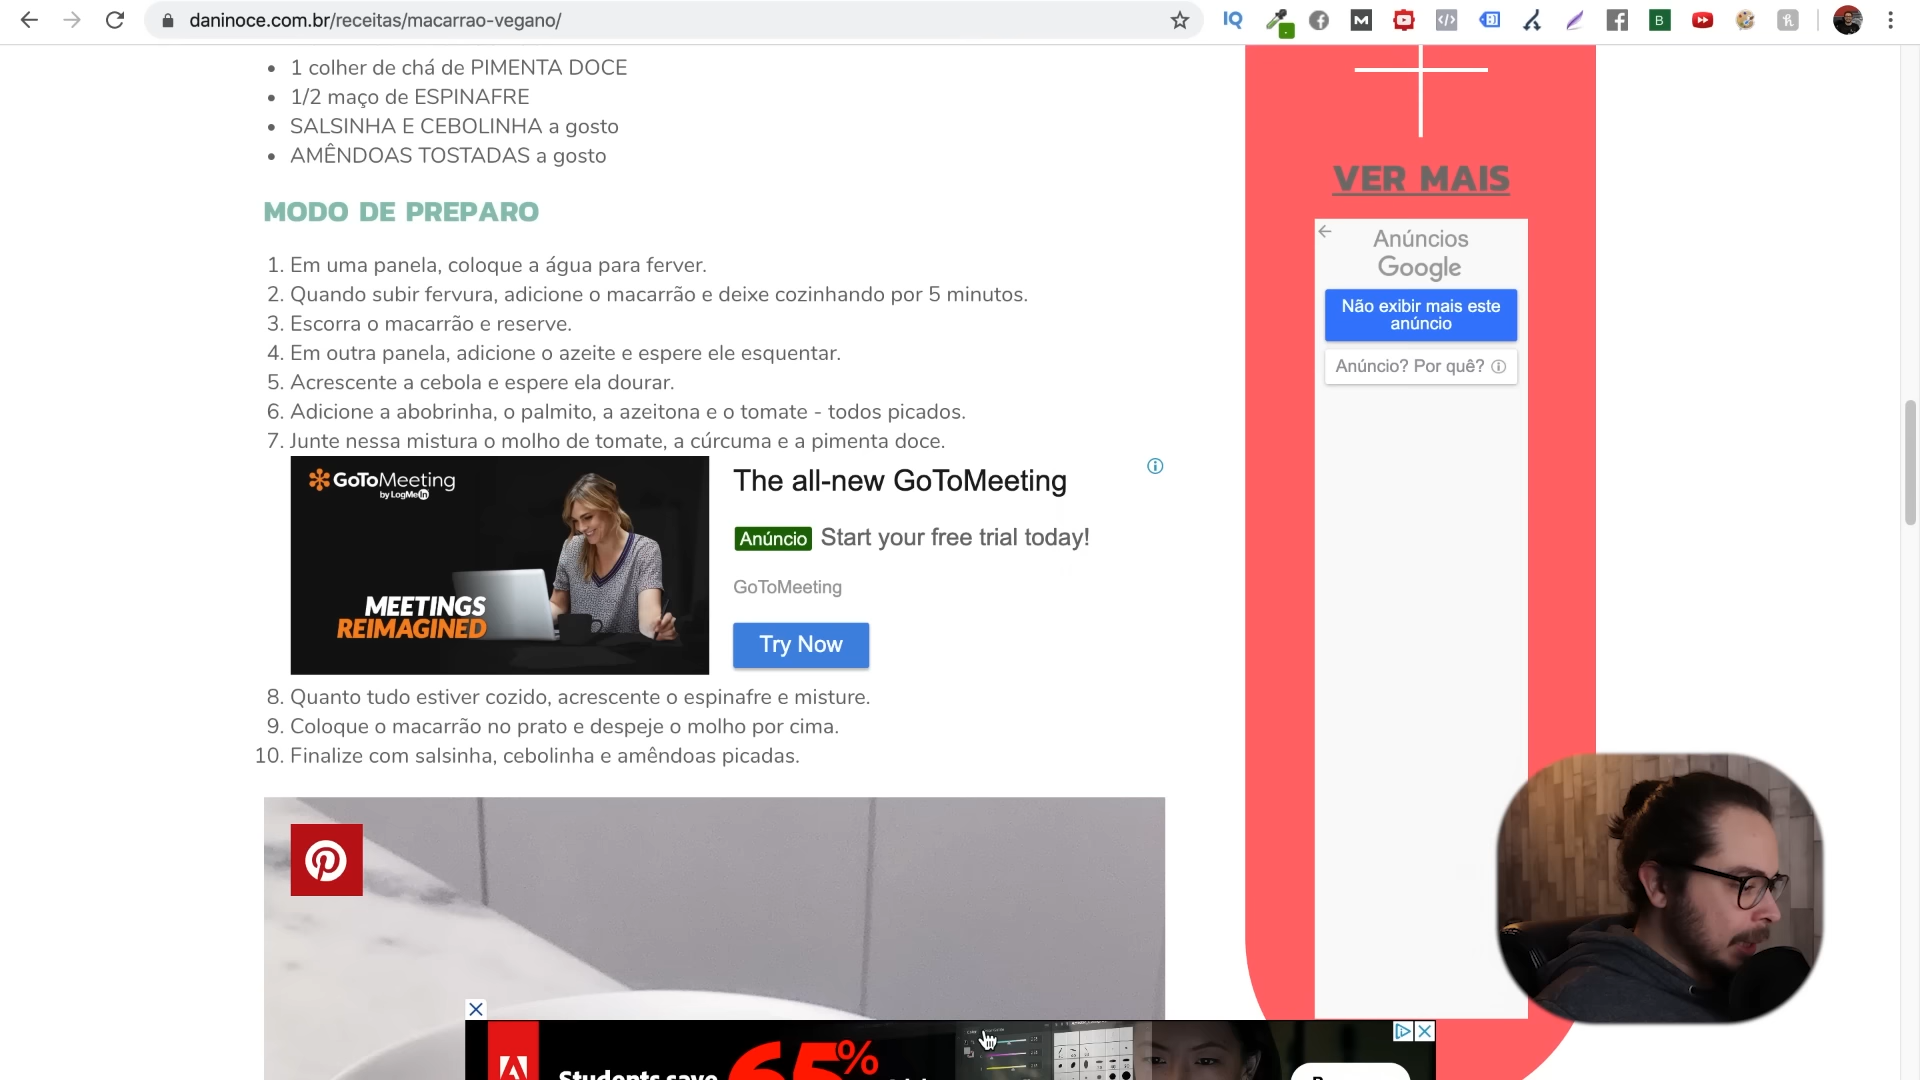 daninoce.com.br/receitas/macarrao-vegano/
1 colher de chá de PIMENTA DOCE
1/2 maço de ESPINAFRE
SALSINHA E CEBOLINHA a gosto
AMÊNDOAS TOSTADAS a gosto
MODO DE PREPARO
1. Em uma panela, coloque a água para ferver.
2. Quando subir fervura, adicione o macarrão e deixe cozinhando por 5 minutos.
3. Escorra o macarrão e reserve.
4. Em outra panela, adicione o azeite e espere ele esquentar.
5. Acrescente a cebola e espere ela dourar.
6. Adicione a abobrinha, o palmito, a azeitona e o tomate - todos picados.
7. Junte nessa mistura o molho de tomate, a cúrcuma e a pimenta doce.
GoToMeeting
by LogMeIn
MEETINGS
REIMAGINED
The all-new GoToMeeting
Anúncio Start your free trial today!
GoToMeeting
Try Now
8. Quanto tudo estiver cozido, acrescente o espinafre e misture.
9. Coloque o macarrão no prato e despeje o molho por cima.
10. Finalize com salsinha, cebolinha e amêndoas picadas.
VER MAIS
Anúncios
Google
Não exibir mais este
anúncio
Anúncio? Por quê?
Students save
65%